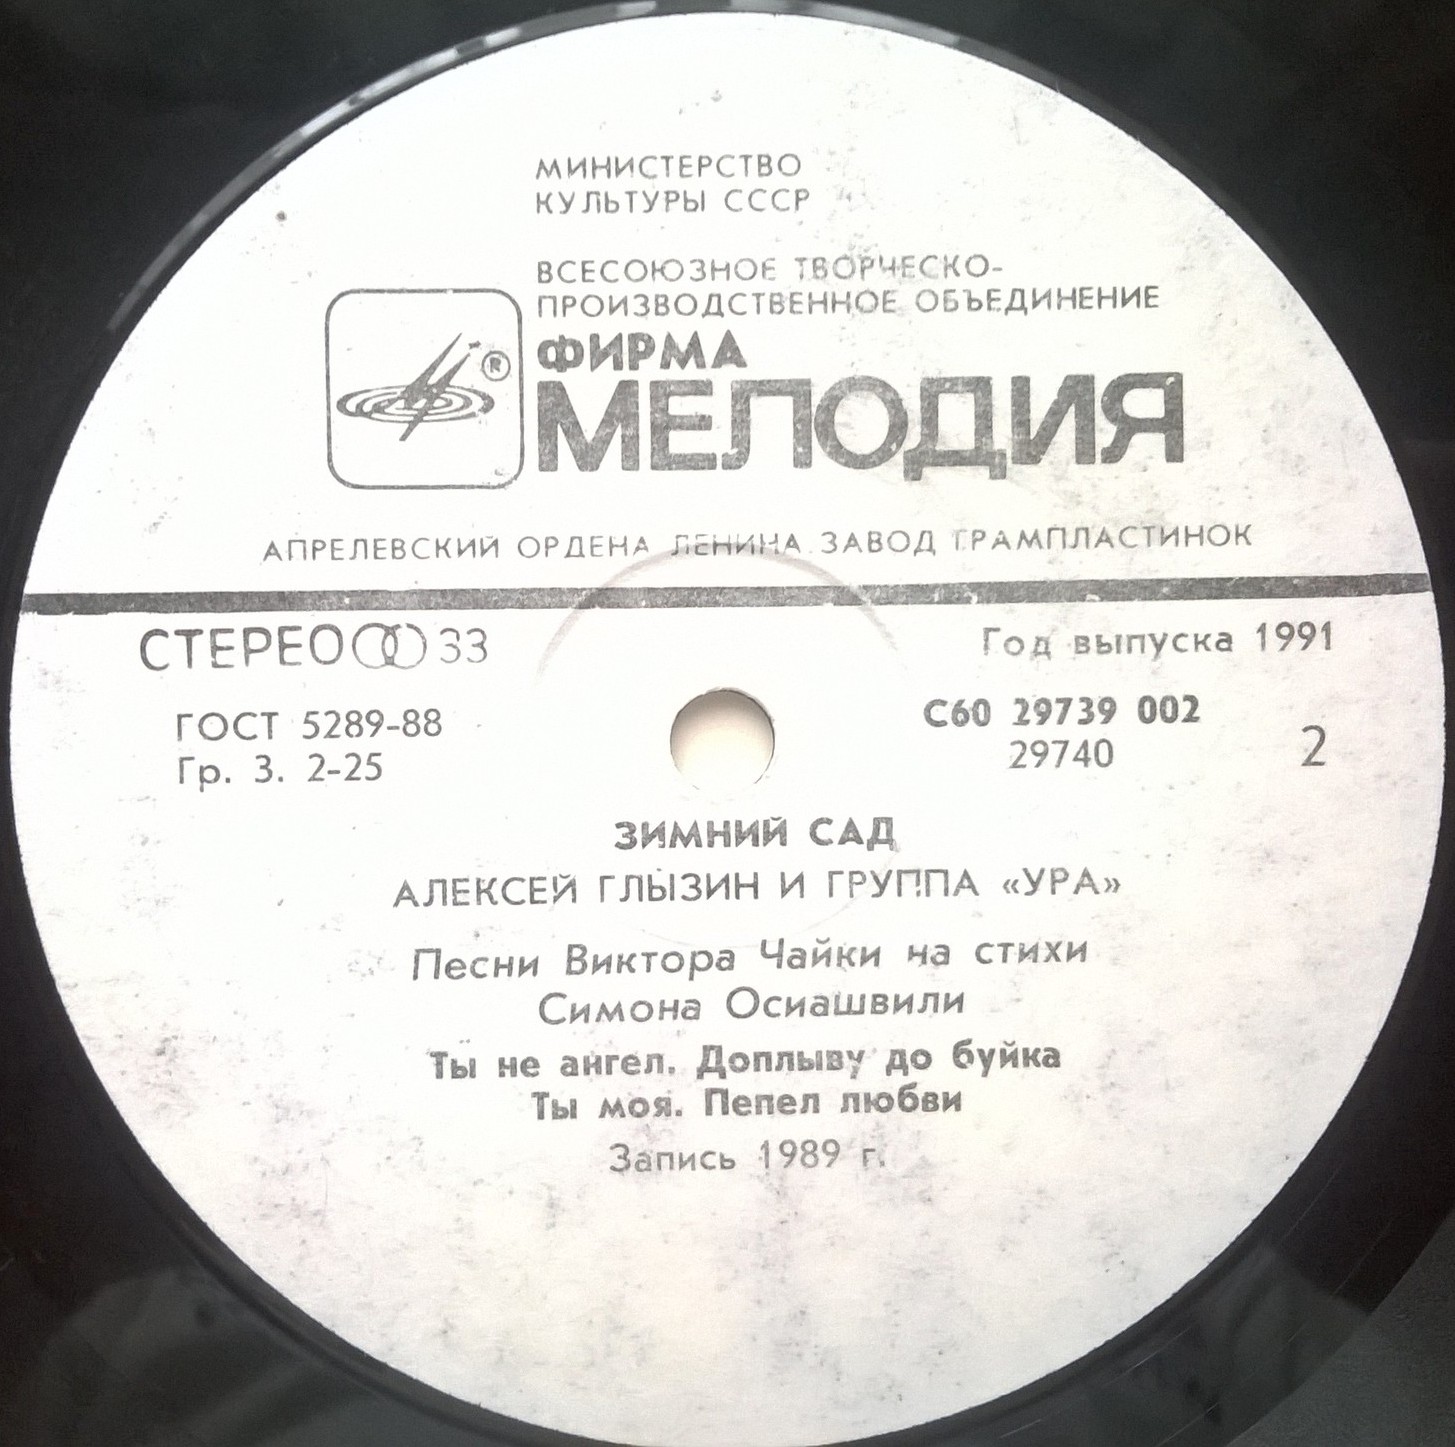 МИНИСТЕРСТВО
КУЛЬТУРЫ СССР
ВСЕСОЮЗНОЕ ТВОРЧЕСКО-
ПРОИЗВОДСТВЕННОЕ ОБЪЕДИНЕНИЕ
ФИРМА
®
МЕЛОДИЯ
АПРЕЛЕВСКИЙ ОРДЕНА ЛЕНИНА ЗАВОД ГРАМПЛАСТИНОК
СТЕРЕО 33
Год выпуска 1991
ГОСТ 5289-88
С60 29739 002
Гр. 3. 2-25
29740
2
ЗИМНИЙ САД
АЛЕКСЕЙ ГЛЫЗИН И ГРУППА «УРА»
Песни Виктора Чайки на стихи
Симона Осиашвили
Ты не ангел. Доплыву до буйка
Ты моя. Пепел любви
Запись 1989 г.